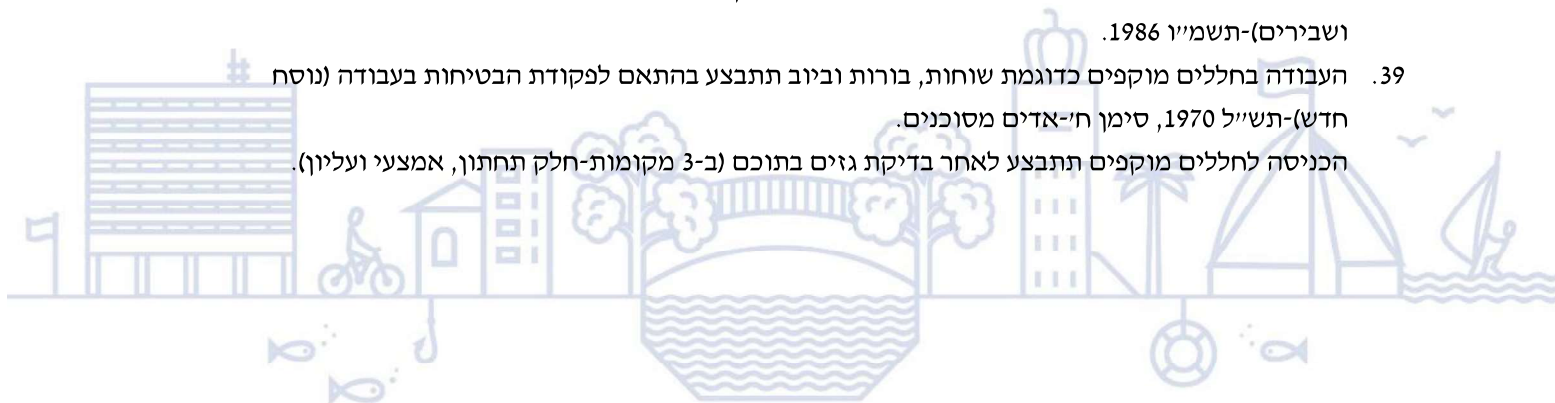 ושבירים)-תשמ״ו 1986.
39. העבודה בחללים מוקפים כדוגמת שוחות, בורות וביוב תתבצע בהתאם לפקודת הבטיחות בעבודה (נוסח
חדש)-תש״ל 1970, סימן ח׳-אדים מסוכנים.
הכניסה לחללים מוקפים תתבצע לאחר בדיקת גזים בתוכם (ב-3 מקומות-חלק תחתון, אמצעי ועליון).